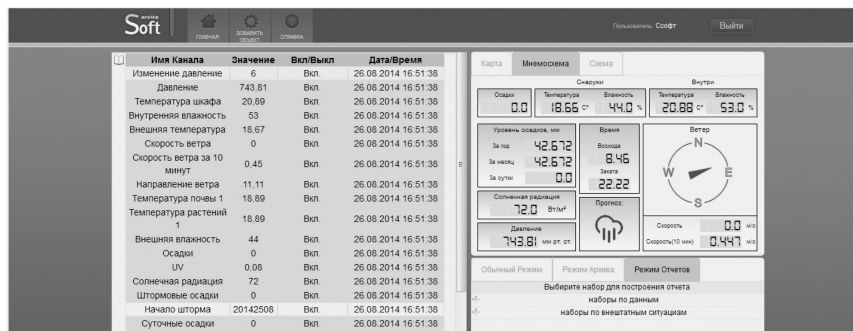 Service
Soft
ГЛАВНАЯ
ДОБАВИТЬ ОБЪЕКТ
СПРАВКА
Пользователь: Ссофт
Выйти
Имя Канала Значение Вкл/Выкл Дата/Время
Изменение давление 6 Вкл. 26.08.2014 16:51:38
Давление 743,81 Вкл. 26.08.2014 16:51:38
Температура шкафа 20,89 Вкл. 26.08.2014 16:51:38
Внутренняя влажность 53 Вкл. 26.08.2014 16:51:38
Внешняя температура 18,67 Вкл. 26.08.2014 16:51:38
Скорость ветра 0 Вкл. 26.08.2014 16:51:38
Скорость ветра за 10 минут 0,45 Вкл. 26.08.2014 16:51:38
Направление ветра 11,11 Вкл. 26.08.2014 16:51:38
Температура почвы 1 18,89 Вкл. 26.08.2014 16:51:38
Температура растений 1 18,89 Вкл. 26.08.2014 16:51:38
Внешняя влажность 44 Вкл. 26.08.2014 16:51:38
Осадки 0 Вкл. 26.08.2014 16:51:38
UV 0,08 Вкл. 26.08.2014 16:51:38
Солнечная радиация 72 Вкл. 26.08.2014 16:51:38
Штормовые осадки 0 Вкл. 26.08.2014 16:51:38
Начало шторма 20142508 Вкл. 26.08.2014 16:51:38
Суточные осадки 0 Вкл. 26.08.2014 16:51:38
Карта Мнемосхема Схема
Снаружи Внутри
Осадки Температура Влажность Температура Влажность
0.0 18.66 C° 44.0 % 20.88 C° 53.0 %
Уровень осадков, мм
За год 42.672
За месяц 42.672
За сутки 0.0
Время
Восхода
8.46
Заката
22.22
Ветер
N
W E
S
Солнечная радиация
72.0 Вт/м²
Прогноз:
Давление
743.81 мм рт. ст.
Скорость 0.0 м/с
Скорость(10 мин) 0.447 м/с
Обычный Режим Режим Архива Режим Отчетов
Выбирите набор для построения отчета
наборы по данным
наборы по внештатным ситуациям